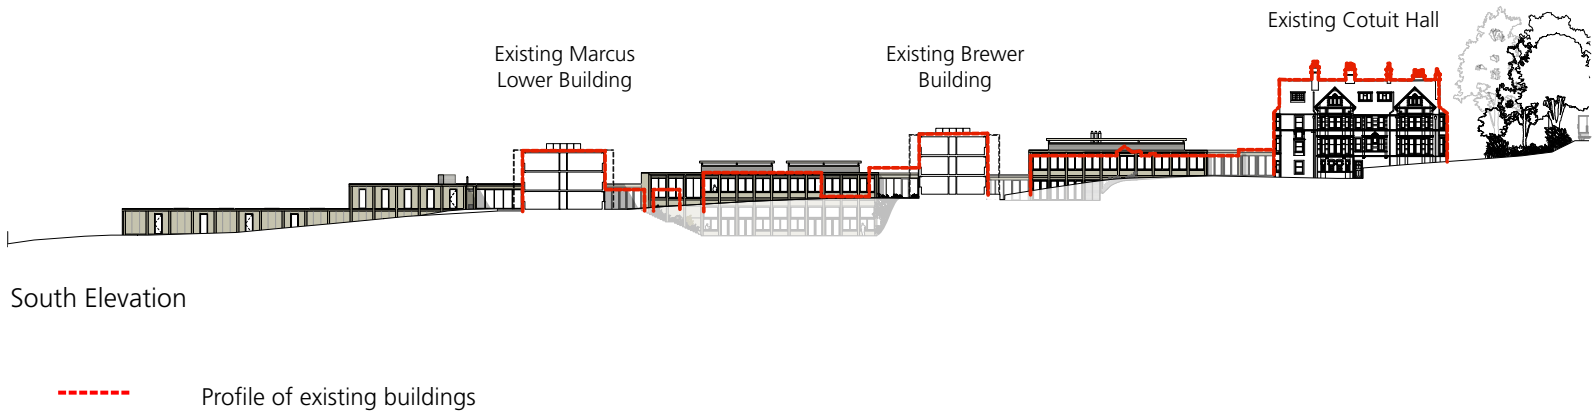 Existing Marcus
Lower Building
Existing Brewer
Building
Existing Cotuit Hall
South Elevation
Profile of existing buildings